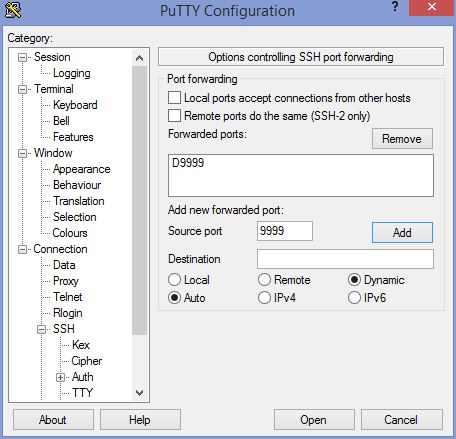 PuTTY Configuration
?
Category:
Session
Logging
Terminal
Keyboard
Bell
Features
Window
Appearance
Behaviour
Translation
Selection
Colours
Connection
Data
Proxy
Telnet
Rlogin
SSH
Kex
Cipher
Auth
TTY
Options controlling SSH port forwarding
Port forwarding
Local ports accept connections from other hosts
Remote ports do the same (SSH-2 only)
Forwarded ports:
Remove
D9999
Add new forwarded port:
Source port
9999
Add
Destination
Local
Remote
Dynamic
Auto
IPv4
IPv6
About
Help
Open
Cancel